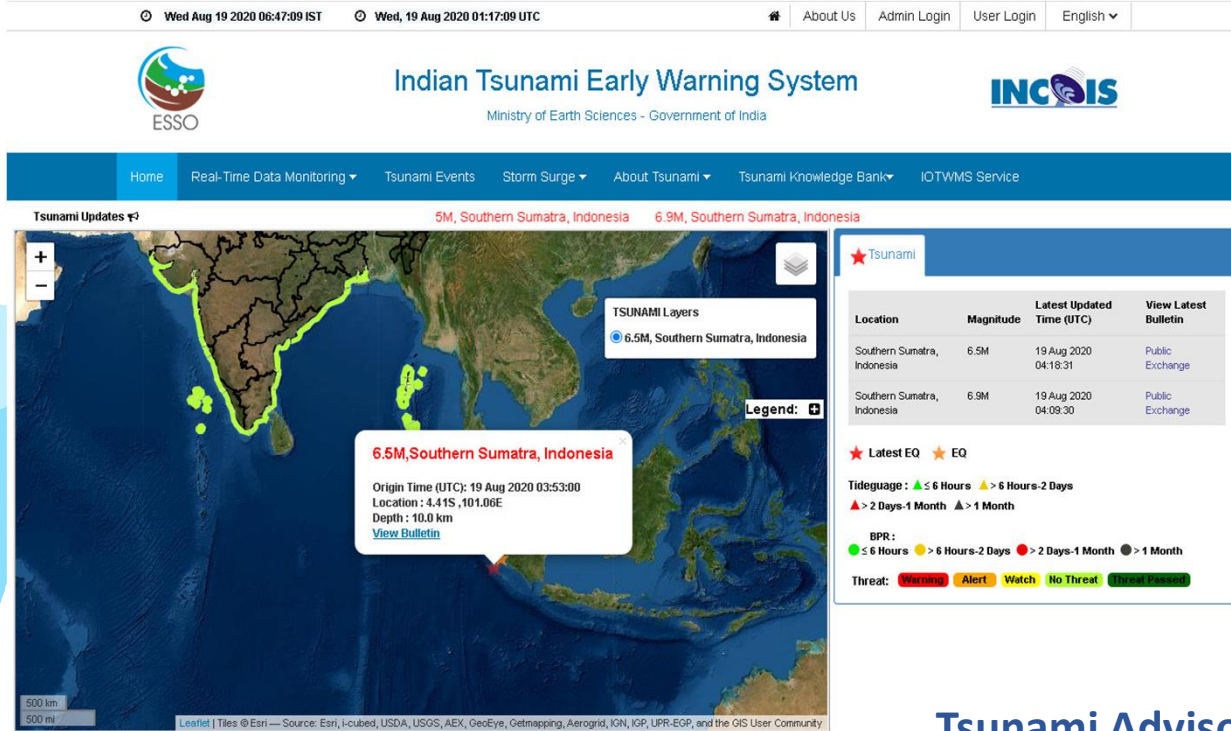 Wed Aug 19 2020 06:47:09 IST Wed, 19 Aug 2020 01:17:09 UTC About Us Admin Login User Login English
ESSO
Indian Tsunami Early Warning System
Ministry of Earth Sciences - Government of India
INCOIS
Home Real-Time Data Monitoring Tsunami Events Storm Surge About Tsunami Tsunami Knowledge Bank IOTWMS Service
Tsunami Updates 5M, Southern Sumatra, Indonesia 6.9M, Southern Sumatra, Indonesia
+
−
TSUNAMI Layers
6.5M, Southern Sumatra, Indonesia
Legend:
6.5M,Southern Sumatra, Indonesia
×
Origin Time (UTC): 19 Aug 2020 03:53:00
Location : 4.41S ,101.06E
Depth : 10.0 km
View Bulletin
500 km
500 mi
Leaflet | Tiles © Esri — Source: Esri, i-cubed, USDA, USGS, AEX, GeoEye, Getmapping, Aerogrid, IGN, IGP, UPR-EGP, and the GIS User Community
Tsunami
Location Magnitude Latest Updated Time (UTC) View Latest Bulletin
Southern Sumatra, Indonesia 6.5M 19 Aug 2020 04:18:31 Public Exchange
Southern Sumatra, Indonesia 6.9M 19 Aug 2020 04:09:30 Public Exchange
Latest EQ EQ
Tideguage : ≤ 6 Hours > 6 Hours-2 Days
> 2 Days-1 Month > 1 Month
BPR :
≤ 6 Hours > 6 Hours-2 Days > 2 Days-1 Month > 1 Month
Threat: Warning Alert Watch No Threat Threat Passed
Tsunami Adviso